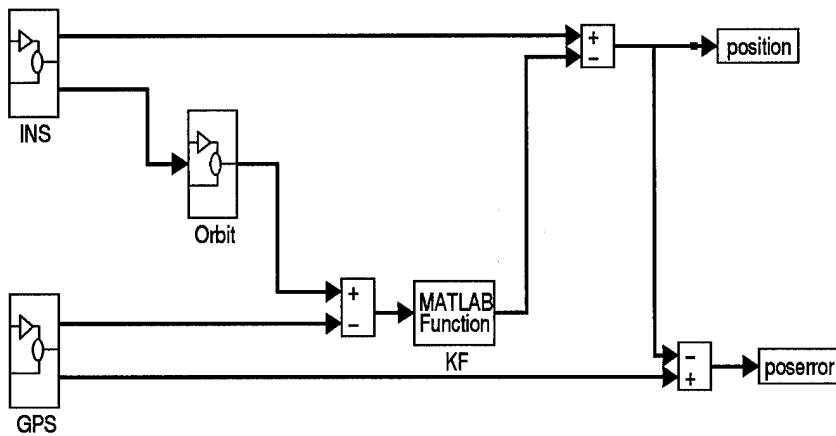 +
−
position
INS
Orbit
+
−
MATLAB
Function
KF
−
+
poserror
GPS